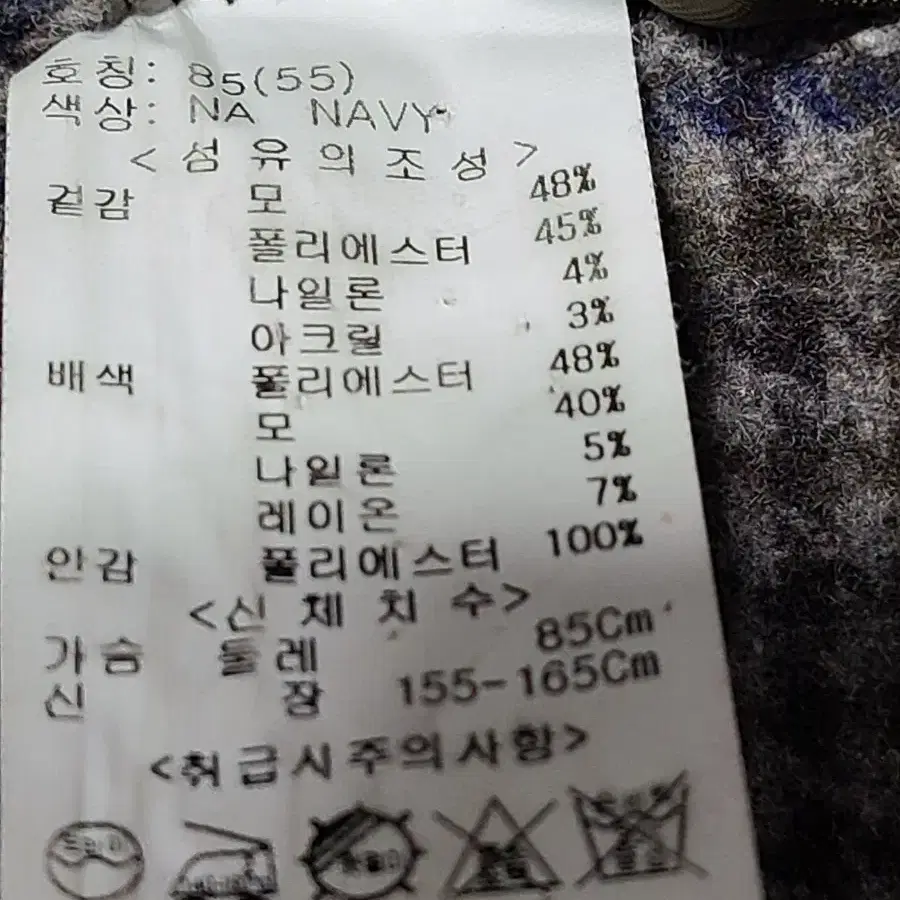 호칭: 85(55)
색상: NA NAVY
<섬유의조성>
겉감 모 48%
폴리에스터 45%
나일론 4%
아크릴 3%
배색 폴리에스터 48%
모 40%
나일론 5%
레이온 7%
안감 폴리에스터 100%
<신체치수>
가슴둘레 85Cm
신장 155-165Cm
<취급시주의사항>
드라이